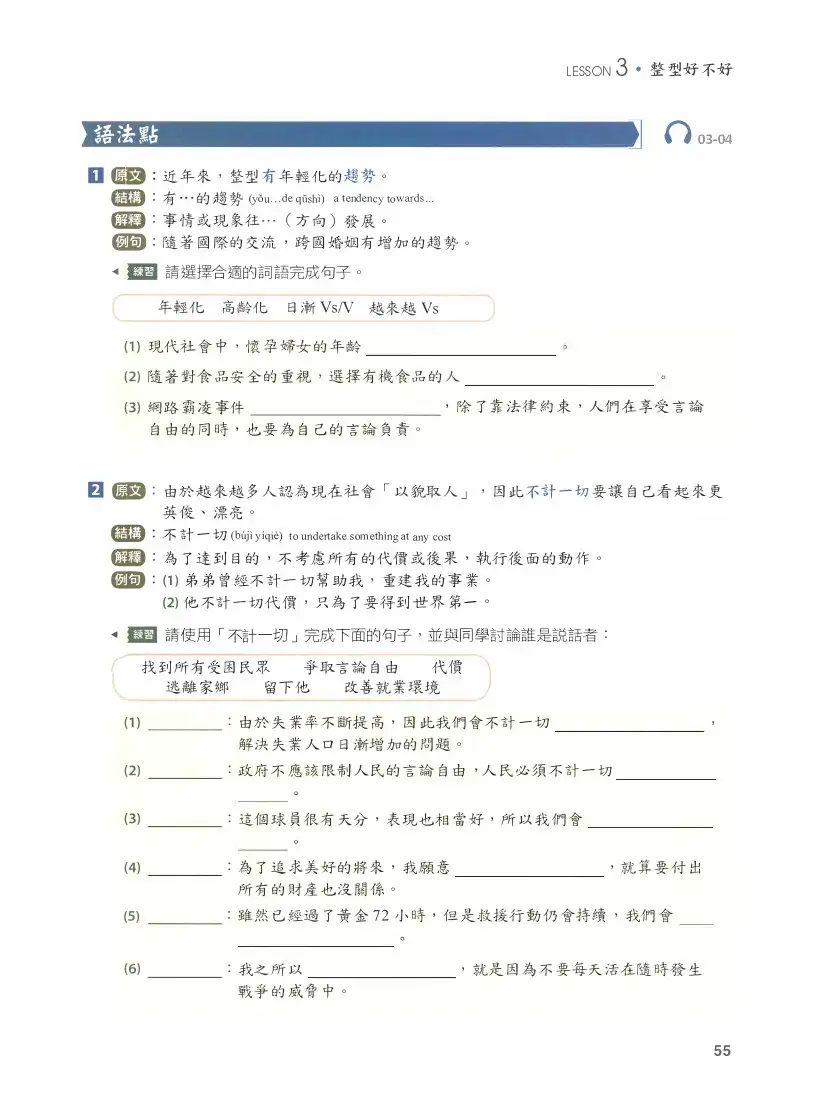 LESSON 3 • 整型好不好
語法點
03-04
1 原文：近年來，整型有年輕化的趨勢。
結構：有…的趨勢 (yǒu…de qūshì) a tendency towards...
解釋：事情或現象往…（方向）發展。
例句：隨著國際的交流，跨國婚姻有增加的趨勢。
練習 請選擇合適的詞語完成句子。
年輕化 高齡化 日漸 Vs/V 越來越 Vs
(1) 現代社會中，懷孕婦女的年齡 ____________。
(2) 隨著對食品安全的重視，選擇有機食品的人 ____________。
(3) 網路霸凌事件 ____________，除了靠法律約束，人們在享受言論
自由的同時，也要為自己的言論負責。
2 原文：由於越來越多人認為現在社會「以貌取人」，因此不計一切要讓自己看起來更
英俊、漂亮。
結構：不計一切 (bújì yíqiè) to undertake something at any cost
解釋：為了達到目的，不考慮所有的代價或後果，執行後面的動作。
例句：(1) 弟弟曾經不計一切幫助我，重建我的事業。
(2) 他不計一切代價，只為了要得到世界第一。
練習 請使用「不計一切」完成下面的句子，並與同學討論誰是說話者：
找到所有受困民眾 爭取言論自由 代價
逃離家鄉 留下他 改善就業環境
(1) ________：由於失業率不斷提高，因此我們會不計一切 ____________，
解決失業人口日漸增加的問題。
(2) ________：政府不應該限制人民的言論自由，人民必須不計一切 ________
______。
(3) ________：這個球員很有天分，表現也相當好，所以我們會 ____________
______。
(4) ________：為了追求美好的將來，我願意 ____________，就算要付出
所有的財產也沒關係。
(5) ________：雖然已經過了黃金 72 小時，但是救援行動仍會持續，我們會 ____
____________。
(6) ________：我之所以 ____________，就是因為不要每天活在隨時發生
戰爭的威脅中。
55